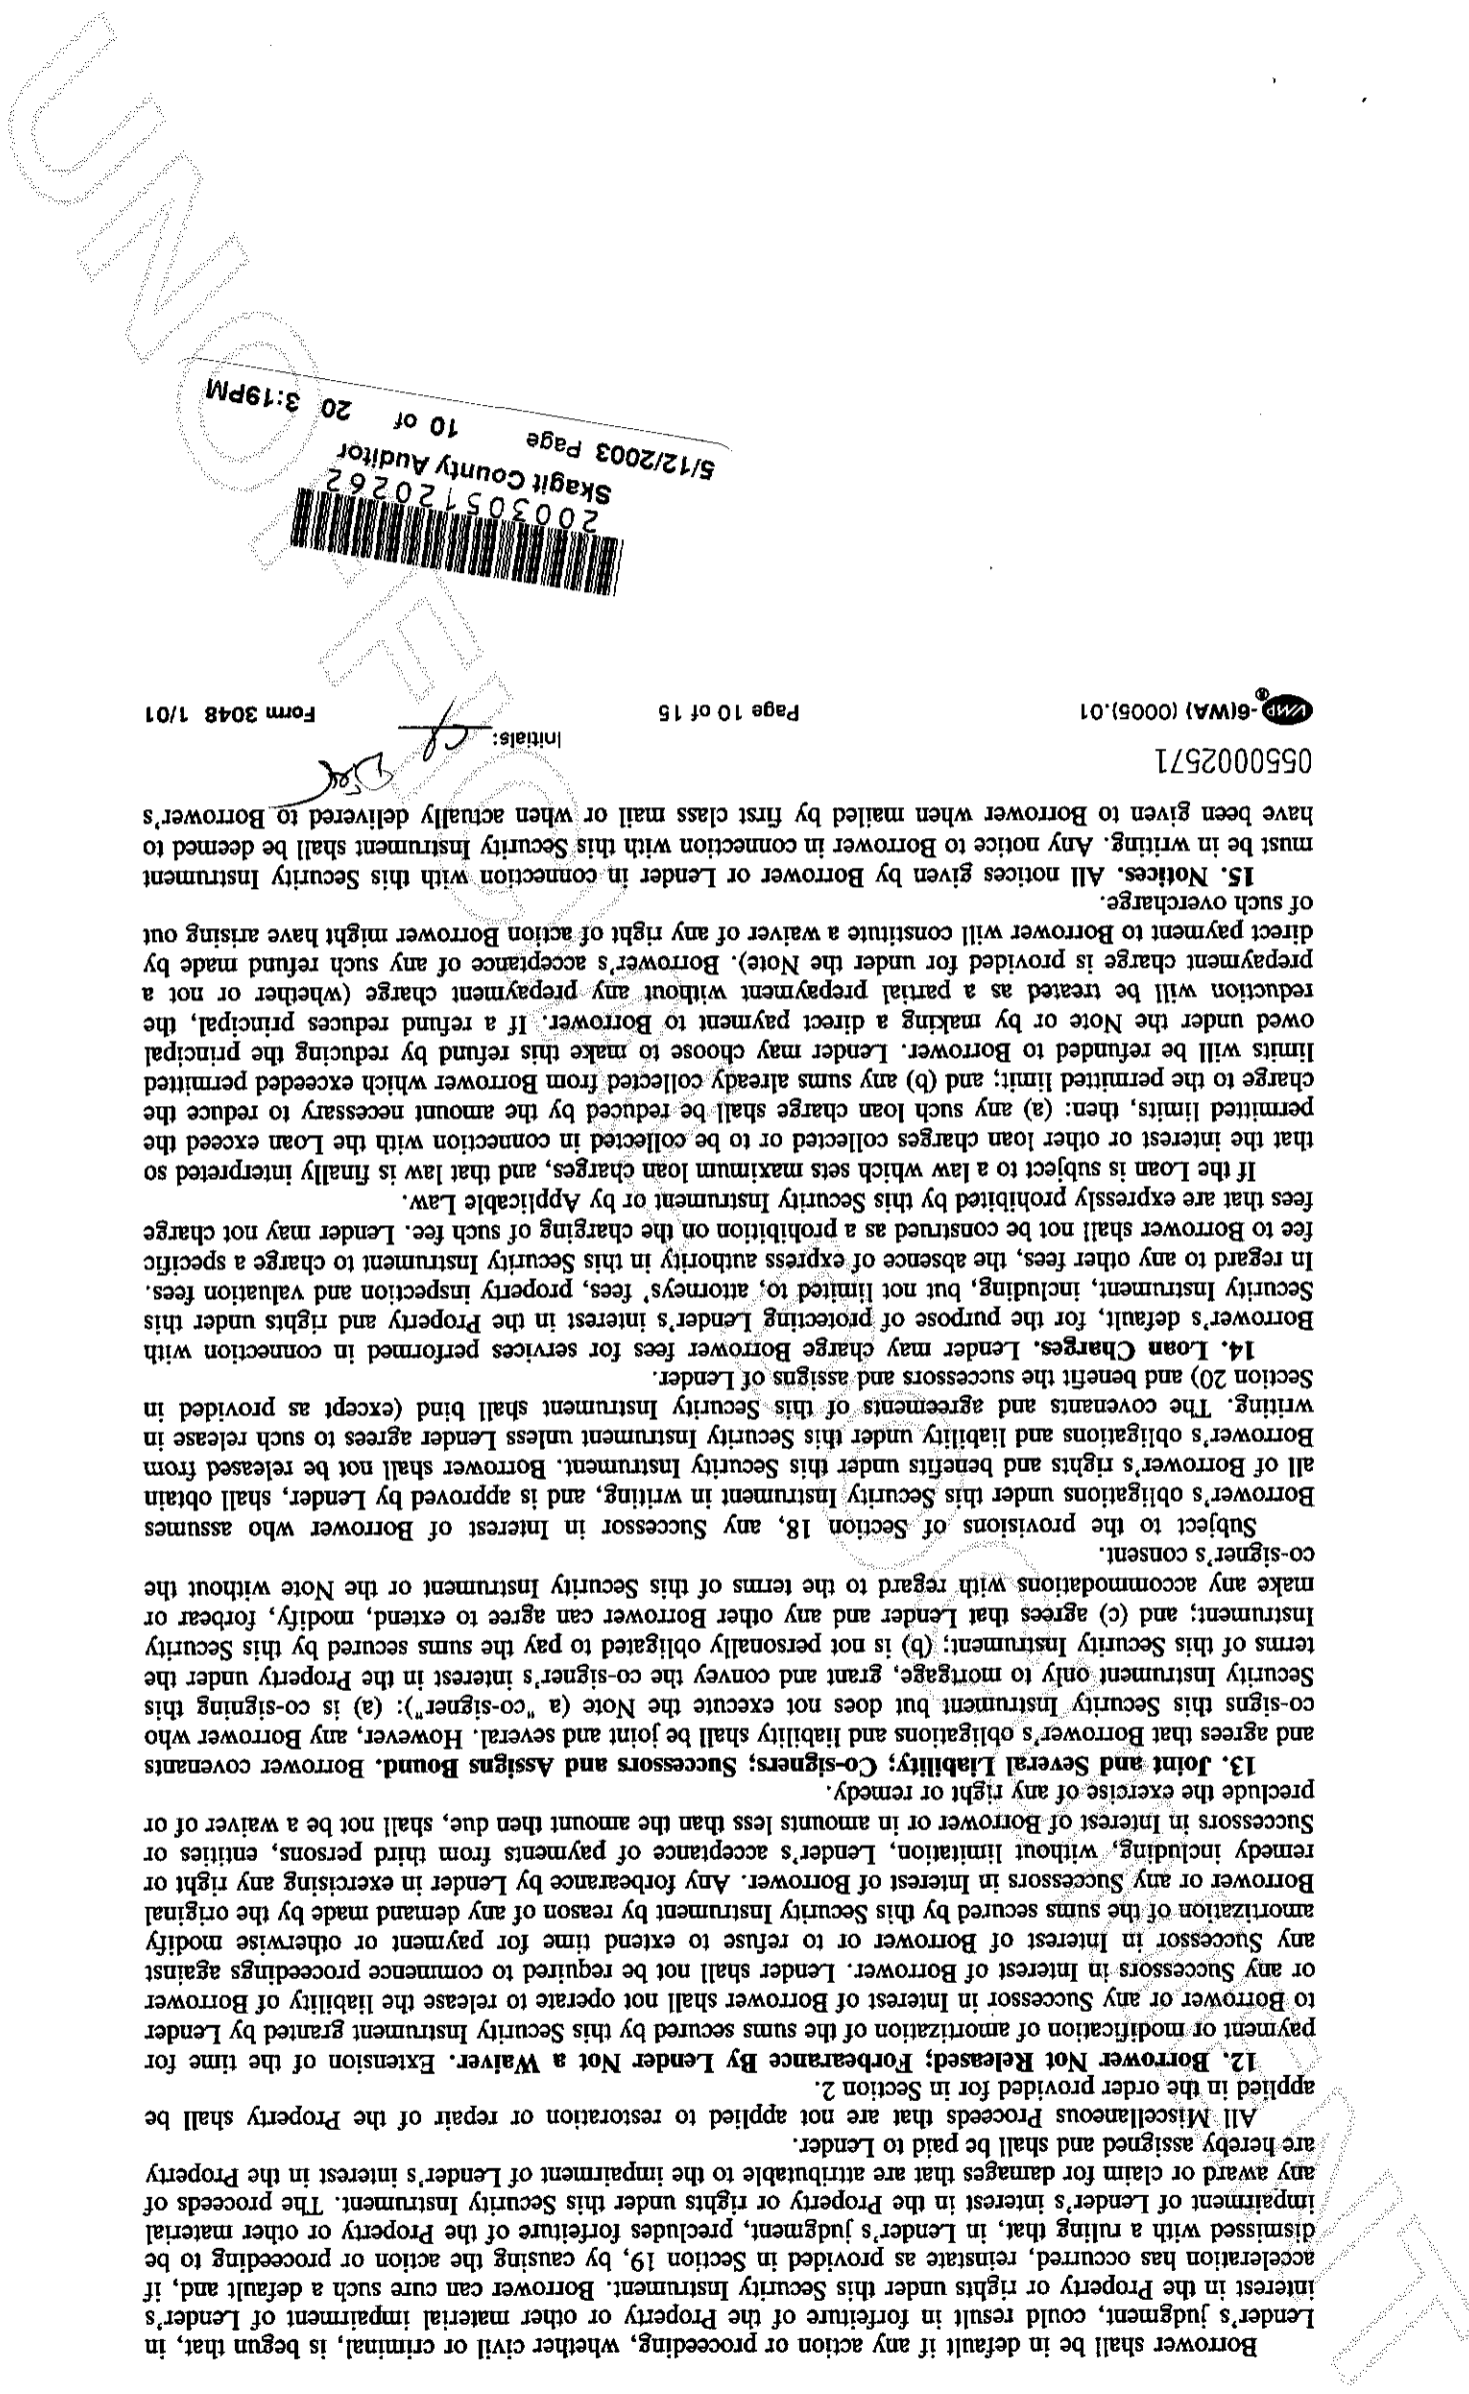 Borrower shall be in default if any action or proceeding, whether civil or criminal, is begun that, in
Lender's judgment, could result in forfeiture of the Property or other material impairment of Lender's
interest in the Property or rights under this Security Instrument. Borrower can cure such a default and, if
acceleration has occurred, reinstate as provided in Section 19, by causing the action or proceeding to be
dismissed with a ruling that, in Lender's judgment, precludes forfeiture of the Property or other material
impairment of Lender's interest in the Property or rights under this Security Instrument. The proceeds of
any award or claim for damages that are attributable to the impairment of Lender's interest in the Property
are hereby assigned and shall be paid to Lender.
All Miscellaneous Proceeds that are not applied to restoration or repair of the Property shall be
applied in the order provided for in Section 2.
12. Borrower Not Released; Forbearance By Lender Not a Waiver. Extension of the time for
payment or modification of amortization of the sums secured by this Security Instrument granted by Lender
to Borrower or any Successor in Interest of Borrower shall not operate to release the liability of Borrower
or any Successors in Interest of Borrower. Lender shall not be required to commence proceedings against
any Successor in Interest of Borrower or to refuse to extend time for payment or otherwise modify
amortization of the sums secured by this Security Instrument by reason of any demand made by the original
Borrower or any Successors in Interest of Borrower. Any forbearance by Lender in exercising any right or
remedy including, without limitation, Lender's acceptance of payments from third persons, entities or
Successors in Interest of Borrower or in amounts less than the amount then due, shall not be a waiver of or
preclude the exercise of any right or remedy.
13. Joint and Several Liability; Co-signers; Successors and Assigns Bound. Borrower covenants
and agrees that Borrower's obligations and liability shall be joint and several. However, any Borrower who
co-signs this Security Instrument but does not execute the Note (a "co-signer"): (a) is co-signing this
Security Instrument only to mortgage, grant and convey the co-signer's interest in the Property under the
terms of this Security Instrument; (b) is not personally obligated to pay the sums secured by this Security
Instrument; and (c) agrees that Lender and any other Borrower can agree to extend, modify, forbear or
make any accommodations with regard to the terms of this Security Instrument or the Note without the
co-signer's consent.
Subject to the provisions of Section 18, any Successor in Interest of Borrower who assumes
Borrower's obligations under this Security Instrument in writing, and is approved by Lender, shall obtain
all of Borrower's rights and benefits under this Security Instrument. Borrower shall not be released from
Borrower's obligations and liability under this Security Instrument unless Lender agrees to such release in
writing. The covenants and agreements of this Security Instrument shall bind (except as provided in
Section 20) and benefit the successors and assigns of Lender.
14. Loan Charges. Lender may charge Borrower fees for services performed in connection with
Borrower's default, for the purpose of protecting Lender's interest in the Property and rights under this
Security Instrument, including, but not limited to, attorneys' fees, property inspection and valuation fees.
In regard to any other fees, the absence of express authority in this Security Instrument to charge a specific
fee to Borrower shall not be construed as a prohibition on the charging of such fee. Lender may not charge
fees that are expressly prohibited by this Security Instrument or by Applicable Law.
If the Loan is subject to a law which sets maximum loan charges, and that law is finally interpreted so
that the interest or other loan charges collected or to be collected in connection with the Loan exceed the
permitted limits, then: (a) any such loan charge shall be reduced by the amount necessary to reduce the
charge to the permitted limit; and (b) any sums already collected from Borrower which exceeded permitted
limits will be refunded to Borrower. Lender may choose to make this refund by reducing the principal
owed under the Note or by making a direct payment to Borrower. If a refund reduces principal, the
reduction will be treated as a partial prepayment without any prepayment charge (whether or not a
prepayment charge is provided for under the Note). Borrower's acceptance of any such refund made by
direct payment to Borrower will constitute a waiver of any right of action Borrower might have arising out
of such overcharge.
15. Notices. All notices given by Borrower or Lender in connection with this Security Instrument
must be in writing. Any notice to Borrower in connection with this Security Instrument shall be deemed to
have been given to Borrower when mailed by first class mail or when actually delivered to Borrower's
0550002571
Initials:
VMP®-6(WA) (0005).01 Page 10 of 15 Form 3048 1/01
200305120262
Skagit County Auditor
5/12/2003 Page 10 of 20 3:19PM
UNOFFICIAL DOCUMENT